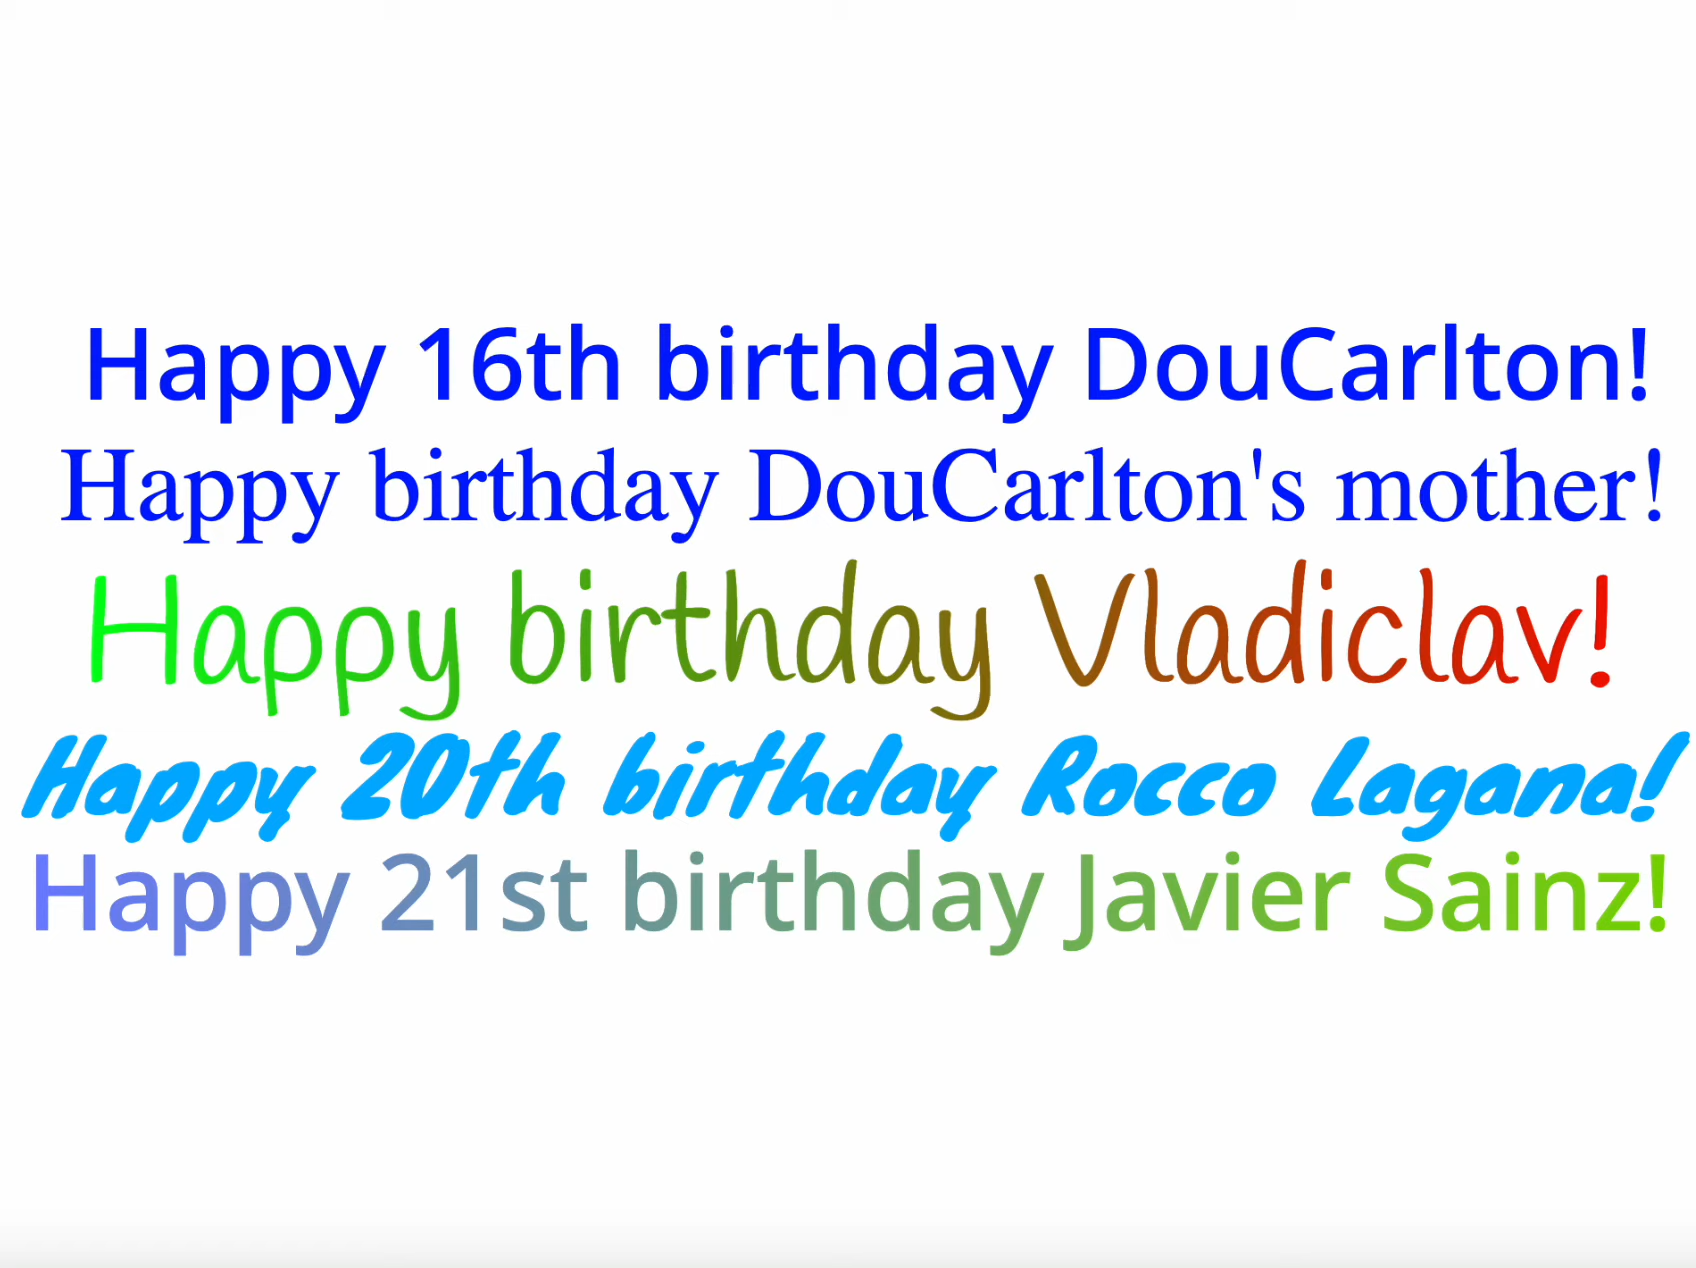 Happy 16th birthday DouCarlton!
Happy birthday DouCarlton's mother!
Happy birthday Vladiclav!
Happy 20th birthday Rocco Lagana!
Happy 21st birthday Javier Sainz!